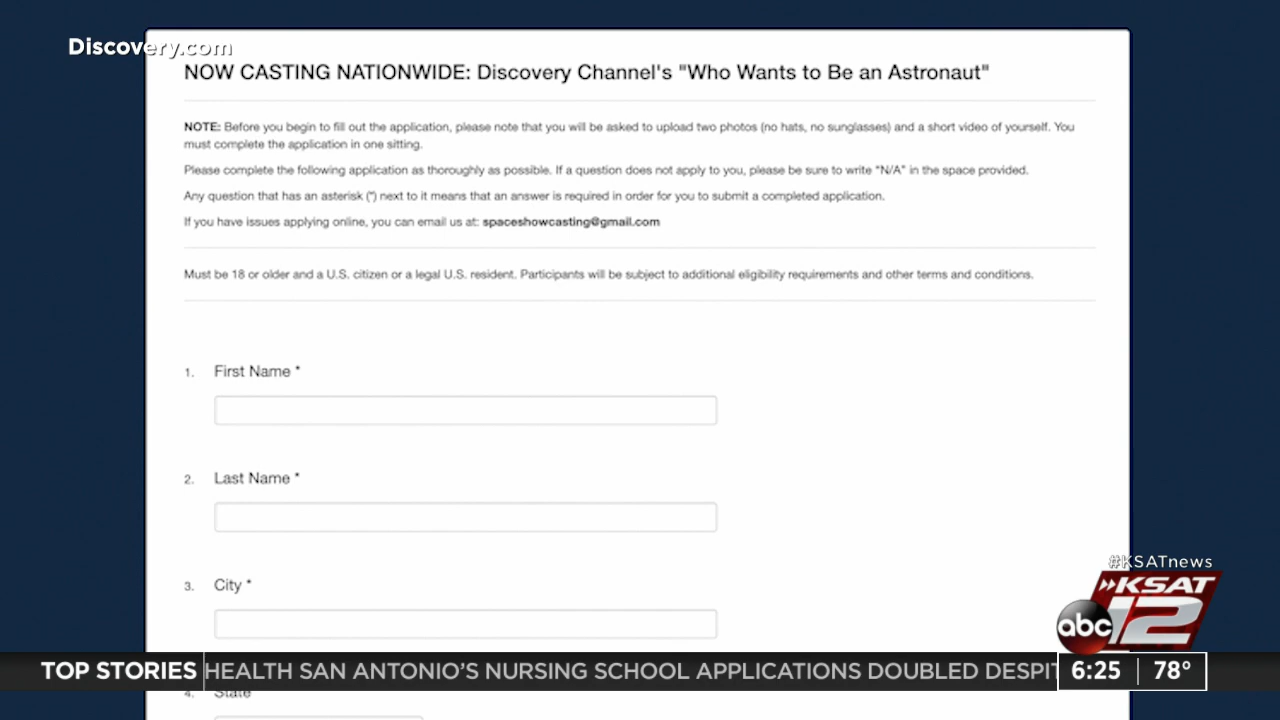 Discovery.com
NOW CASTING NATIONWIDE: Discovery Channel's "Who Wants to Be an Astronaut"
NOTE: Before you begin to fill out the application, please note that you will be asked to upload two photos (no hats, no sunglasses) and a short video of yourself. You
must complete the application in one sitting.
Please complete the following application as thoroughly as possible. If a question does not apply to you, please be sure to write "N/A" in the space provided.
Any question that has an asterisk (*) next to it means that an answer is required in order for you to submit a completed application.
If you have issues applying online, you can email us at: spaceshowcasting@gmail.com
Must be 18 or older and a U.S. citizen or a legal U.S. resident. Participants will be subject to additional eligibility requirements and other terms and conditions.
1. First Name *
2. Last Name *
3. City *
#KSATnews
KSAT
abc 12
TOP STORIES HEALTH SAN ANTONIO'S NURSING SCHOOL APPLICATIONS DOUBLED DESPIT 6:25 78°
4. State